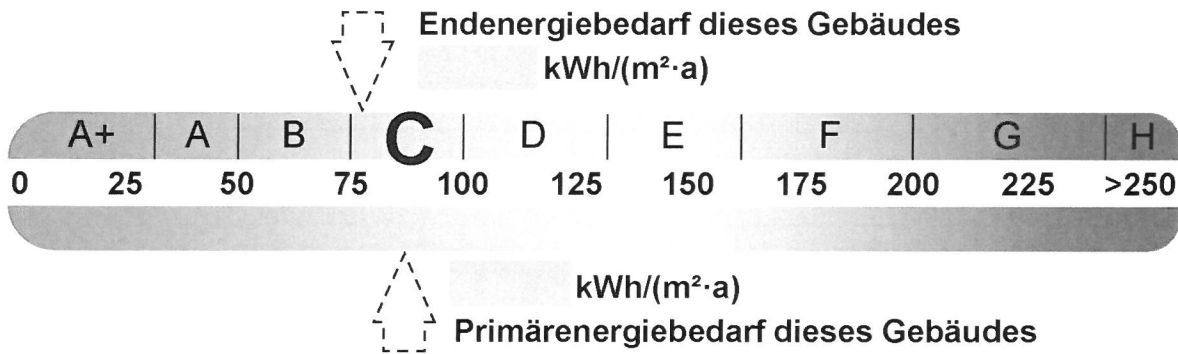 Endenergiebedarf dieses Gebäudes
kWh/(m²·a)
A+ A B C D E F G H
0 25 50 75 100 125 150 175 200 225 >250
kWh/(m²·a)
Primärenergiebedarf dieses Gebäudes